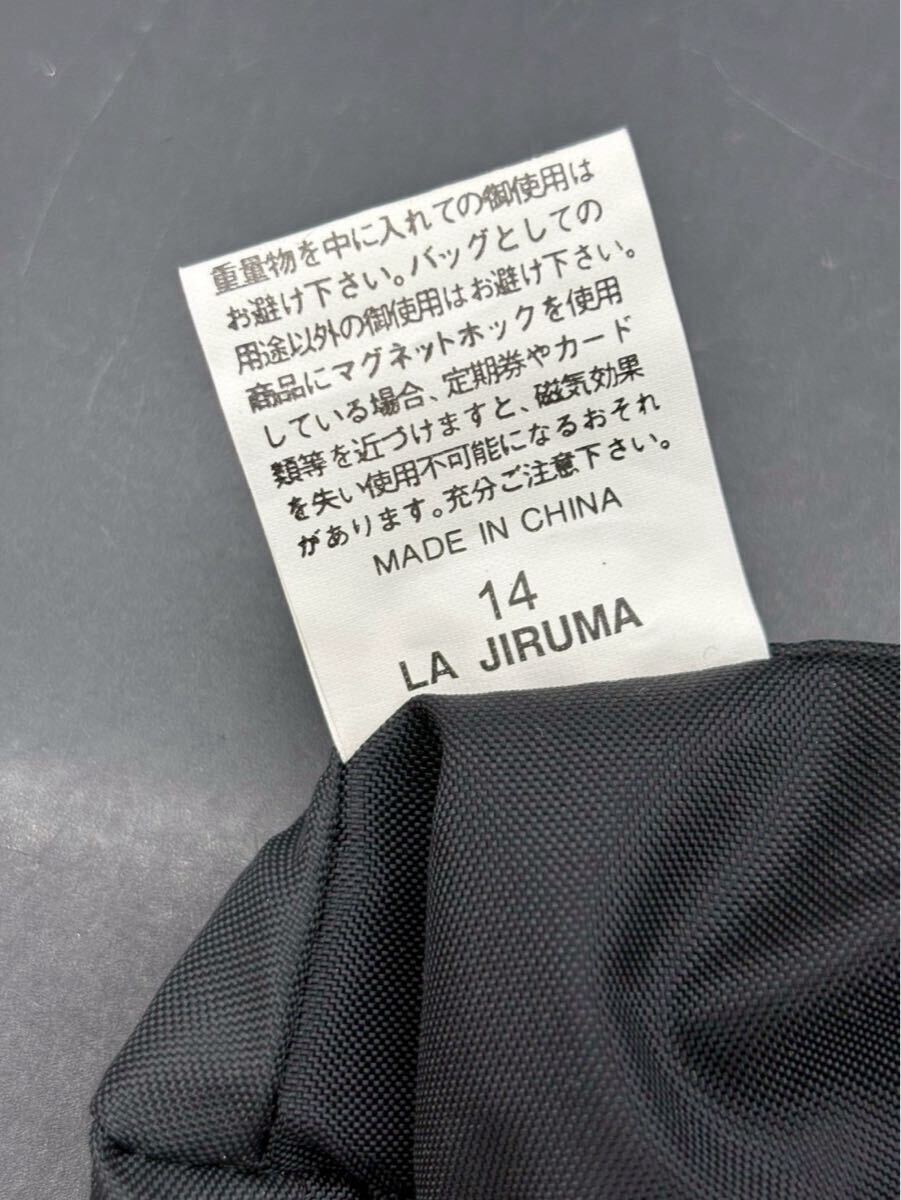 重量物を中に入れての御使用は
お避け下さい。バッグとしての
用途以外の御使用はお避け下さい。
商品にマグネットホックを使用
している場合、定期券やカード
類等を近づけますと、磁気効果
を失い使用不可能になるおそれ
があります。充分ご注意下さい。
MADE IN CHINA
14
LA JIRUMA